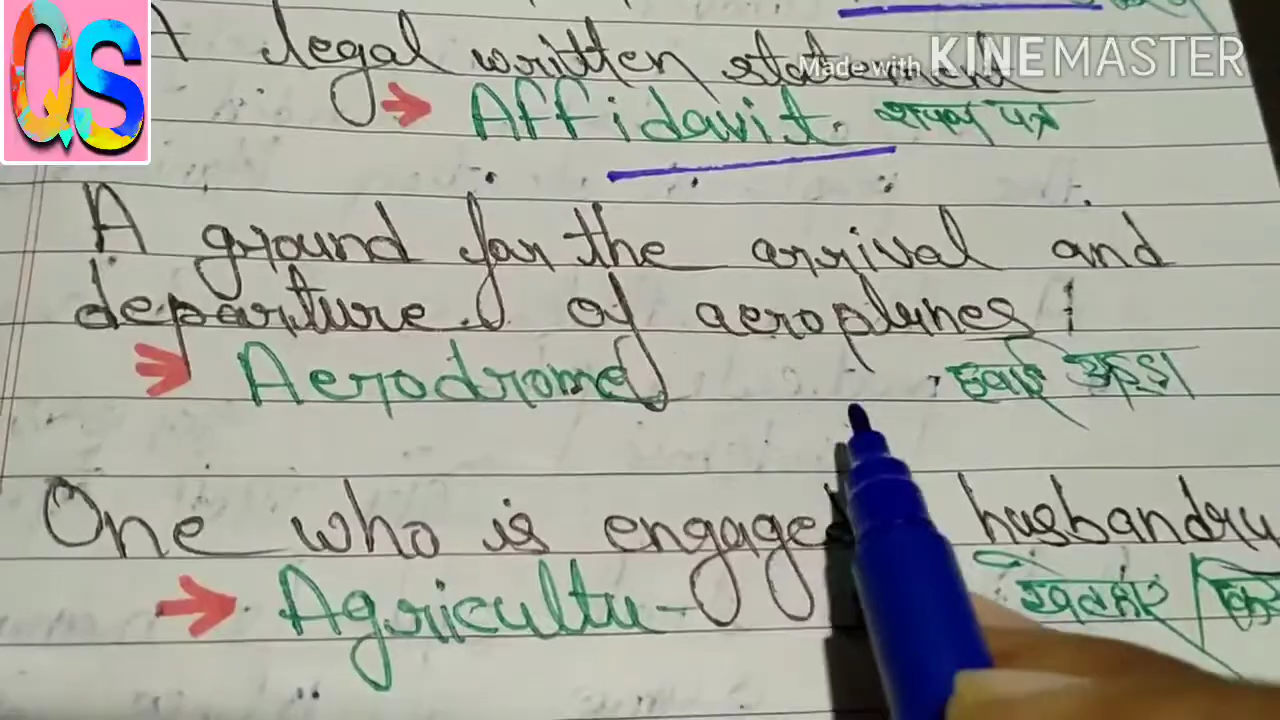 QS
A legal written statement
Made with KINEMASTER
→ Affidavit. शपथ पत्र
A ground for the arrival and
departure of aeroplanes :
→ Aerodrome हवाई अड्डा
One who is engage husbandry
→ Agricultu-